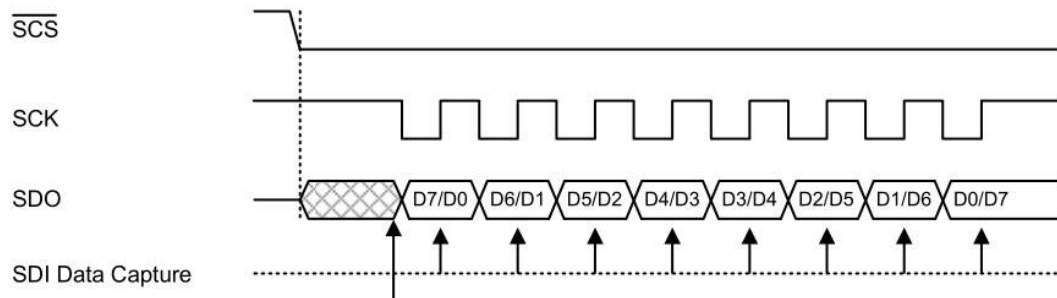 SCS
SCK
SDO
D7/D0 D6/D1 D5/D2 D4/D3 D3/D4 D2/D5 D1/D6 D0/D7
SDI Data Capture